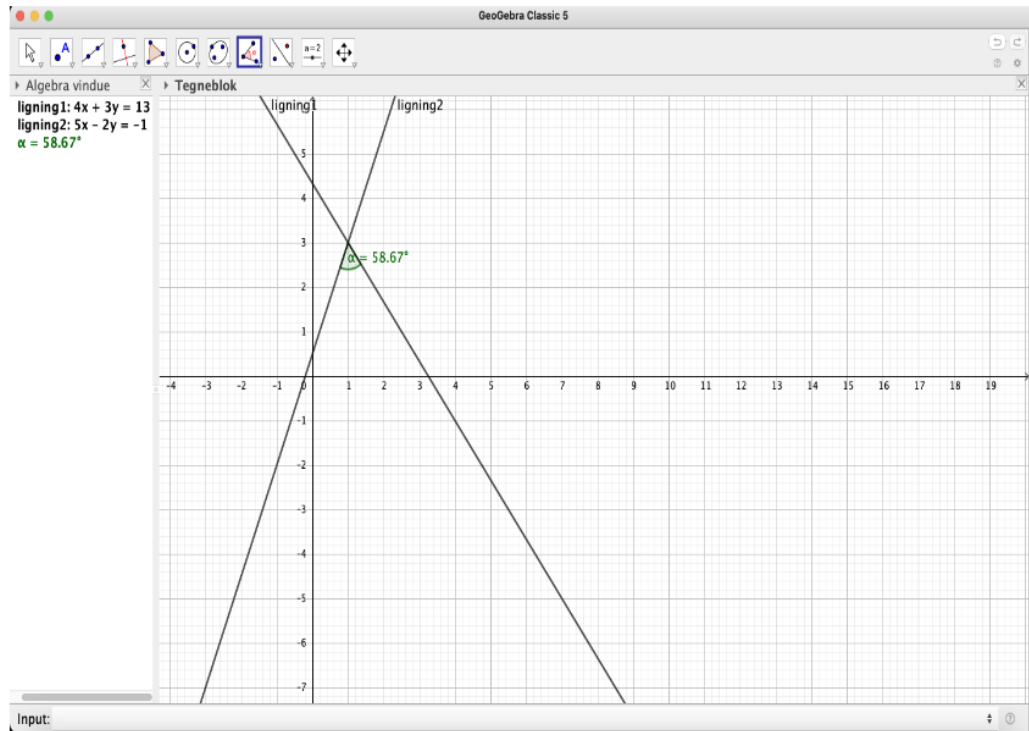 GeoGebra Classic 5
A
a=2
Algebra vindue
Tegneblok
ligning1: 4x + 3y = 13
ligning2: 5x – 2y = –1
α = 58.67°
ligning1
ligning2
5
4
3
α = 58.67°
2
1
-4 -3 -2 -1 0 1 2 3 4 5 6 7 8 9 10 11 12 13 14 15 16 17 18 19
-1
-2
-3
-4
-5
-6
-7
Input: